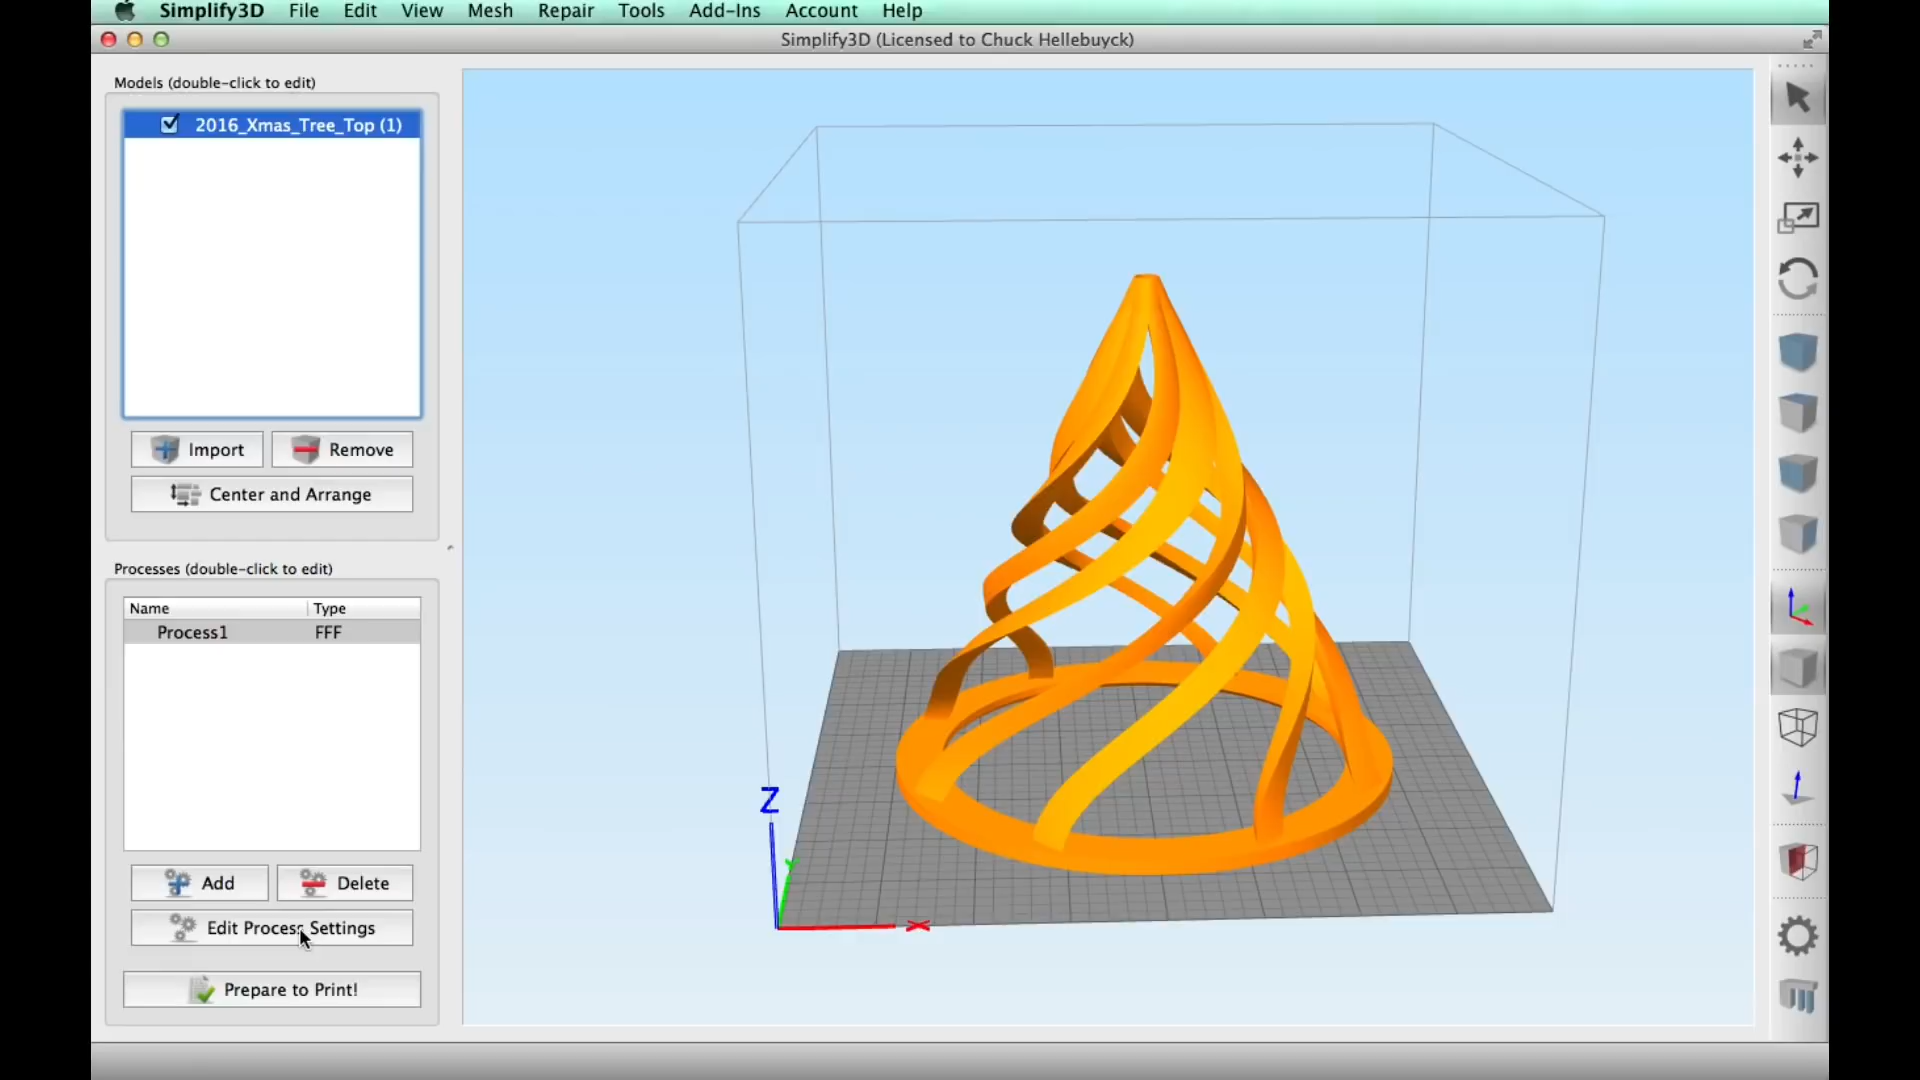 Simplify3D File Edit View Mesh Repair Tools Add-Ins Account Help
Simplify3D (Licensed to Chuck Hellebuyck)
Models (double-click to edit)
2016_Xmas_Tree_Top (1)
Import Remove
Center and Arrange
Processes (double-click to edit)
Name Type
Process1 FFF
Add Delete
Edit Process Settings
Prepare to Print!
Z
Y
X